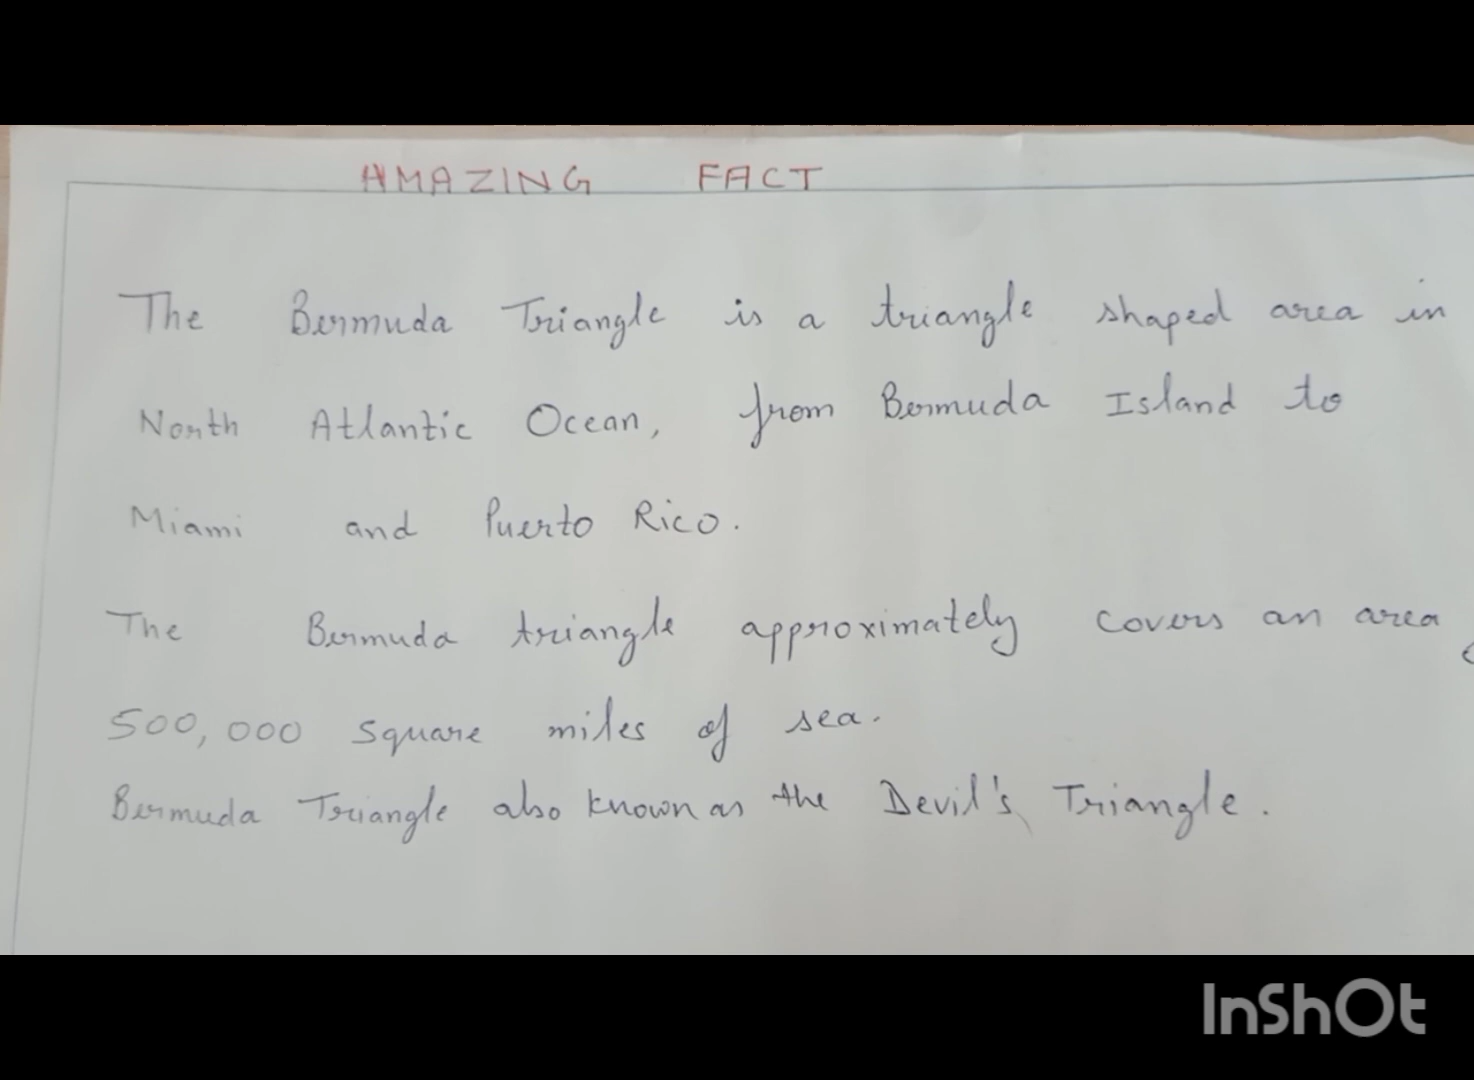 AMAZING FACT
The Bermuda Triangle is a triangle shaped area in
North Atlantic Ocean, from Bermuda Island to
Miami and Puerto Rico.
The Bermuda triangle approximately covers an area
500,000 square miles of sea.
Bermuda Triangle also known as the Devil's Triangle.
InShOt